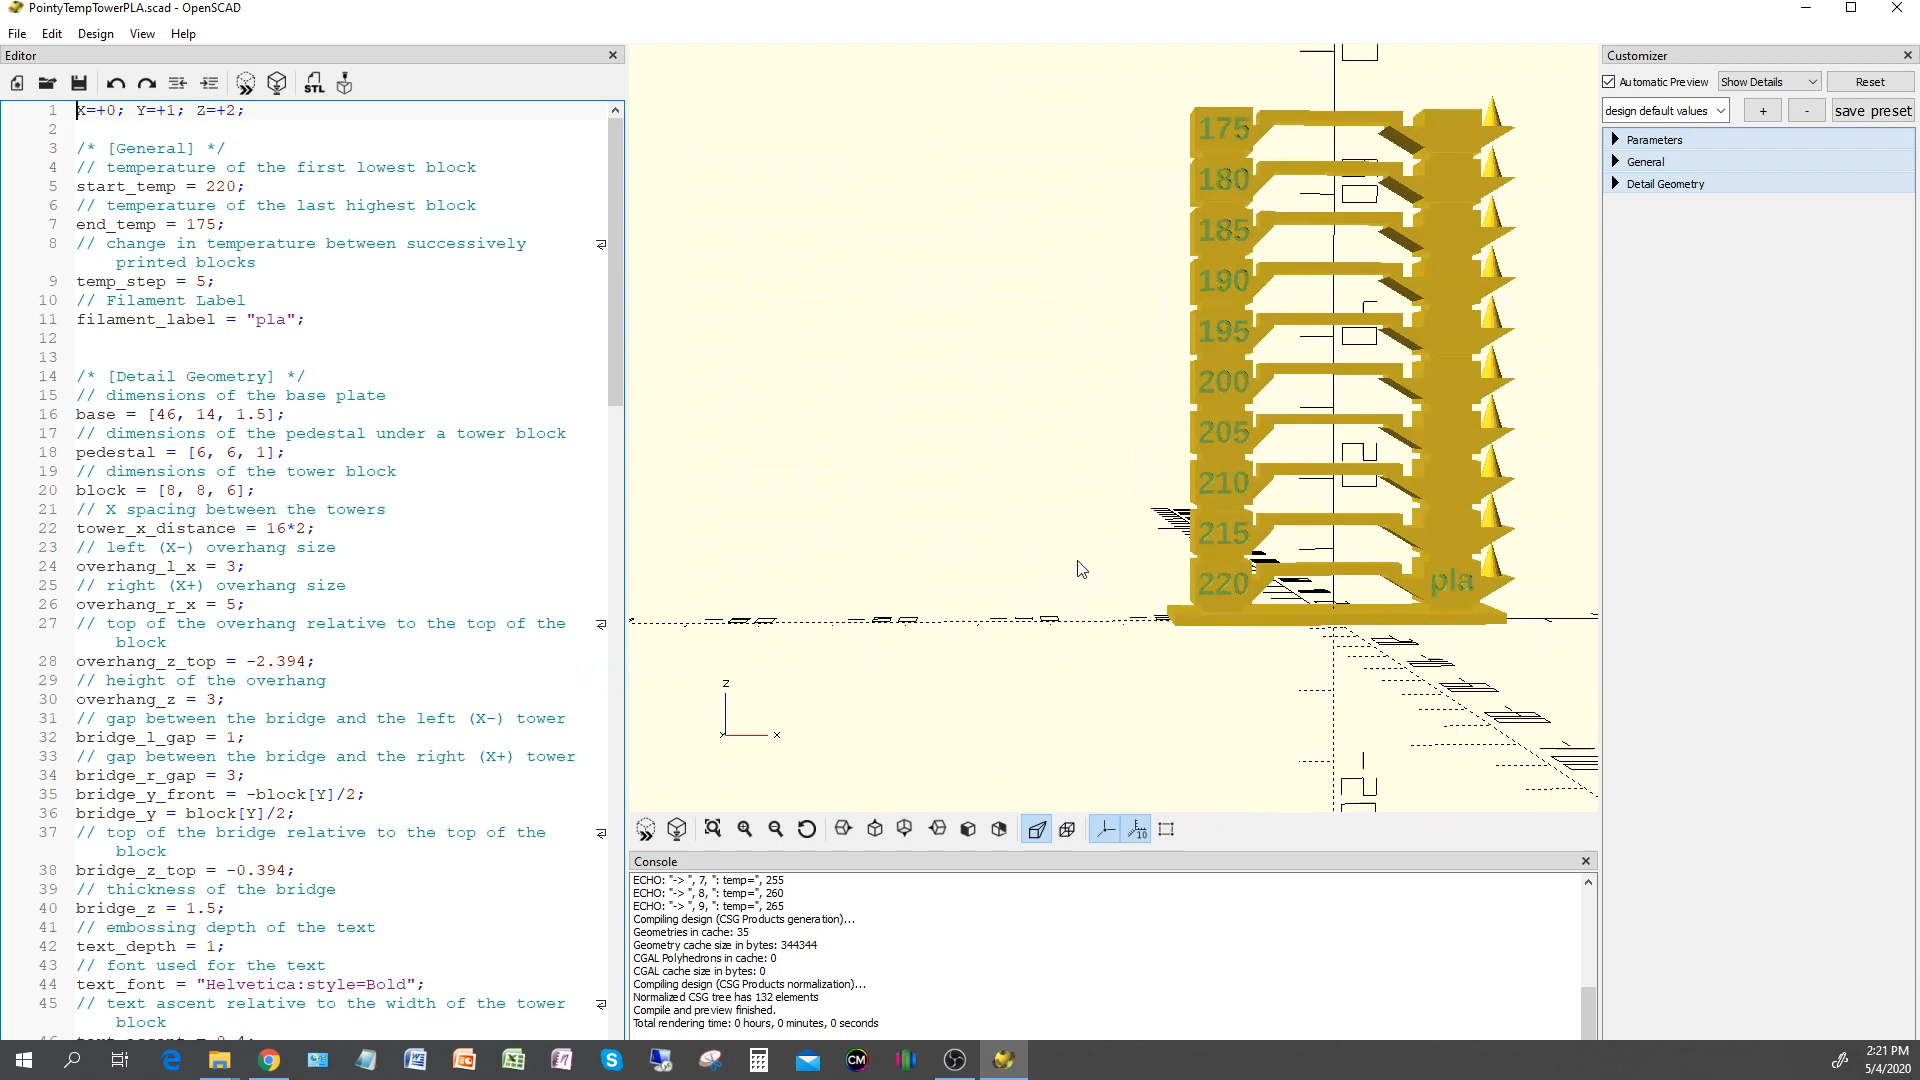 PointyTempTowerPLA.scad - OpenSCAD
File Edit Design View Help
Editor
STL
1 X=+0; Y=+1; Z=+2;
2
3 /* [General] */
4 // temperature of the first lowest block
5 start_temp = 220;
6 // temperature of the last highest block
7 end_temp = 175;
8 // change in temperature between successively
printed blocks
9 temp_step = 5;
10 // Filament Label
11 filament_label = "pla";
12
13
14 /* [Detail Geometry] */
15 // dimensions of the base plate
16 base = [46, 14, 1.5];
17 // dimensions of the pedestal under a tower block
18 pedestal = [6, 6, 1];
19 // dimensions of the tower block
20 block = [8, 8, 6];
21 // X spacing between the towers
22 tower_x_distance = 16*2;
23 // left (X-) overhang size
24 overhang_l_x = 3;
25 // right (X+) overhang size
26 overhang_r_x = 5;
27 // top of the overhang relative to the top of the
block
28 overhang_z_top = -2.394;
29 // height of the overhang
30 overhang_z = 3;
31 // gap between the bridge and the left (X-) tower
32 bridge_l_gap = 1;
33 // gap between the bridge and the right (X+) tower
34 bridge_r_gap = 3;
35 bridge_y_front = -block[Y]/2;
36 bridge_y = block[Y]/2;
37 // top of the bridge relative to the top of the
block
38 bridge_z_top = -0.394;
39 // thickness of the bridge
40 bridge_z = 1.5;
41 // embossing depth of the text
42 text_depth = 1;
43 // font used for the text
44 text_font = "Helvetica:style=Bold";
45 // text ascent relative to the width of the tower
block
175
180
185
190
195
200
205
210
215
220 pla
z
x
10
Console
ECHO: "-> ", 7, ": temp=", 255
ECHO: "-> ", 8, ": temp=", 260
ECHO: "-> ", 9, ": temp=", 265
Compiling design (CSG Products generation)...
Geometries in cache: 35
Geometry cache size in bytes: 344344
CGAL Polyhedrons in cache: 0
CGAL cache size in bytes: 0
Compiling design (CSG Products normalization)...
Normalized CSG tree has 132 elements
Compile and preview finished.
Total rendering time: 0 hours, 0 minutes, 0 seconds
Customizer
Automatic Preview Show Details Reset
design default values + - save preset
Parameters
General
Detail Geometry
CM
2:21 PM
5/4/2020